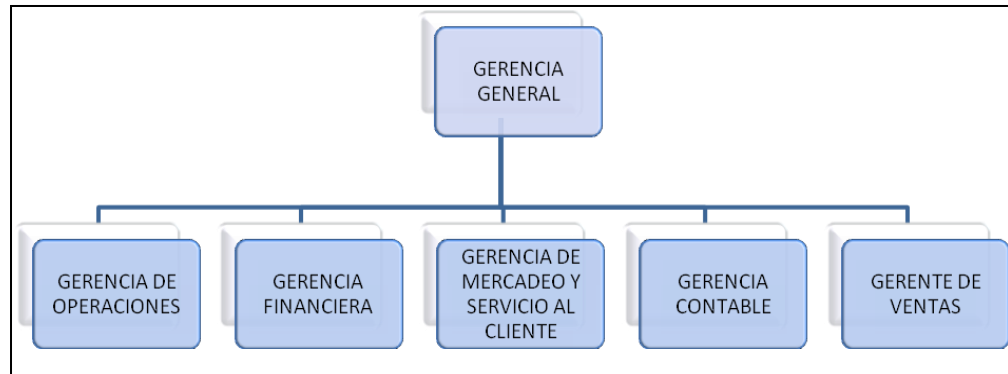 GERENCIA
GENERAL
GERENCIA DE
OPERACIONES
GERENCIA
FINANCIERA
GERENCIA DE
MERCADEO Y
SERVICIO AL
CLIENTE
GERENCIA
CONTABLE
GERENTE DE
VENTAS